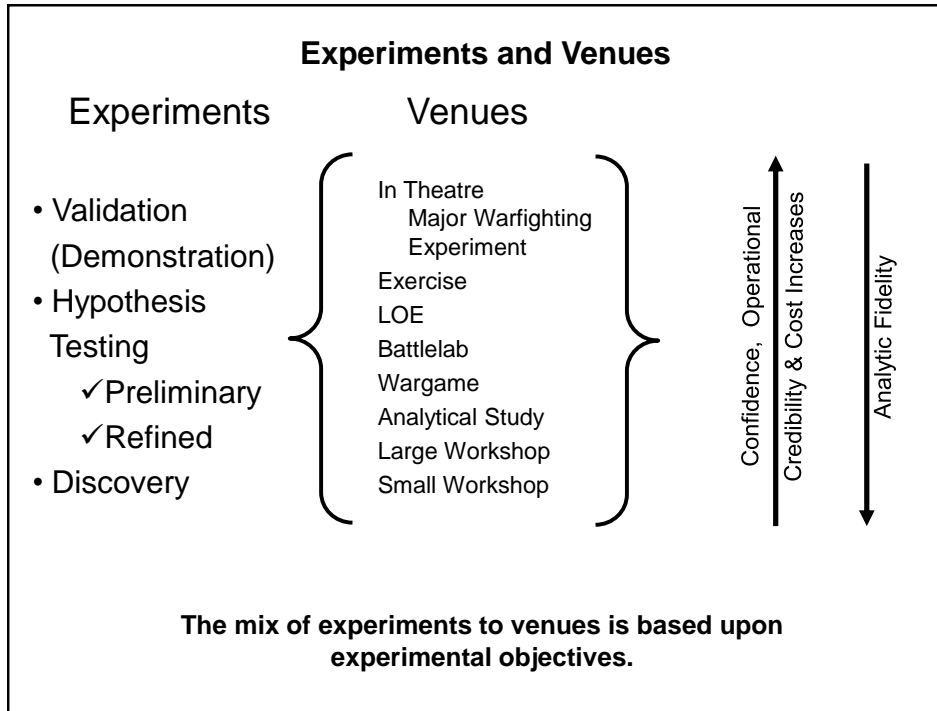 Experiments and Venues
Experiments
Venues
• Validation
(Demonstration)
• Hypothesis
Testing
✓Preliminary
✓Refined
• Discovery
In Theatre
Major Warfighting
Experiment
Exercise
LOE
Battlelab
Wargame
Analytical Study
Large Workshop
Small Workshop
Confidence, Operational
Credibility & Cost Increases
Analytic Fidelity
The mix of experiments to venues is based upon
experimental objectives.